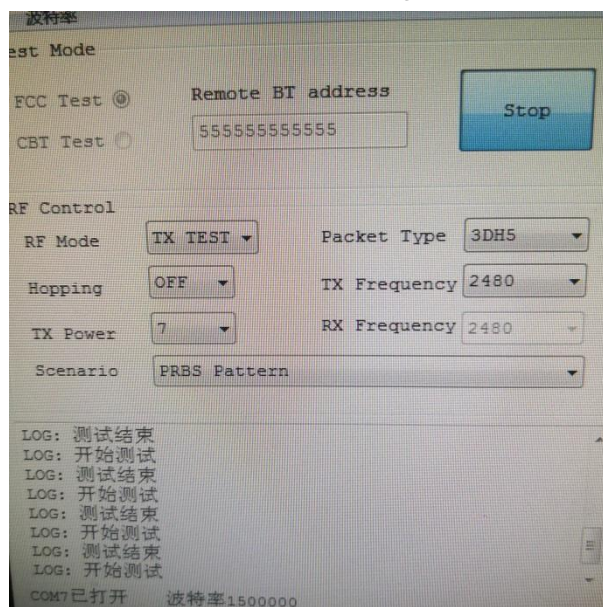 波特率
est Mode
FCC Test
Remote BT address
Stop
CBT Test
555555555555
RF Control
RF Mode TX TEST Packet Type 3DH5
Hopping OFF TX Frequency 2480
TX Power 7 RX Frequency 2480
Scenario PRBS Pattern
LOG: 测试结束
LOG: 开始测试
LOG: 测试结束
LOG: 开始测试
LOG: 测试结束
LOG: 开始测试
LOG: 测试结束
LOG: 开始测试
COM7已打开 波特率1500000